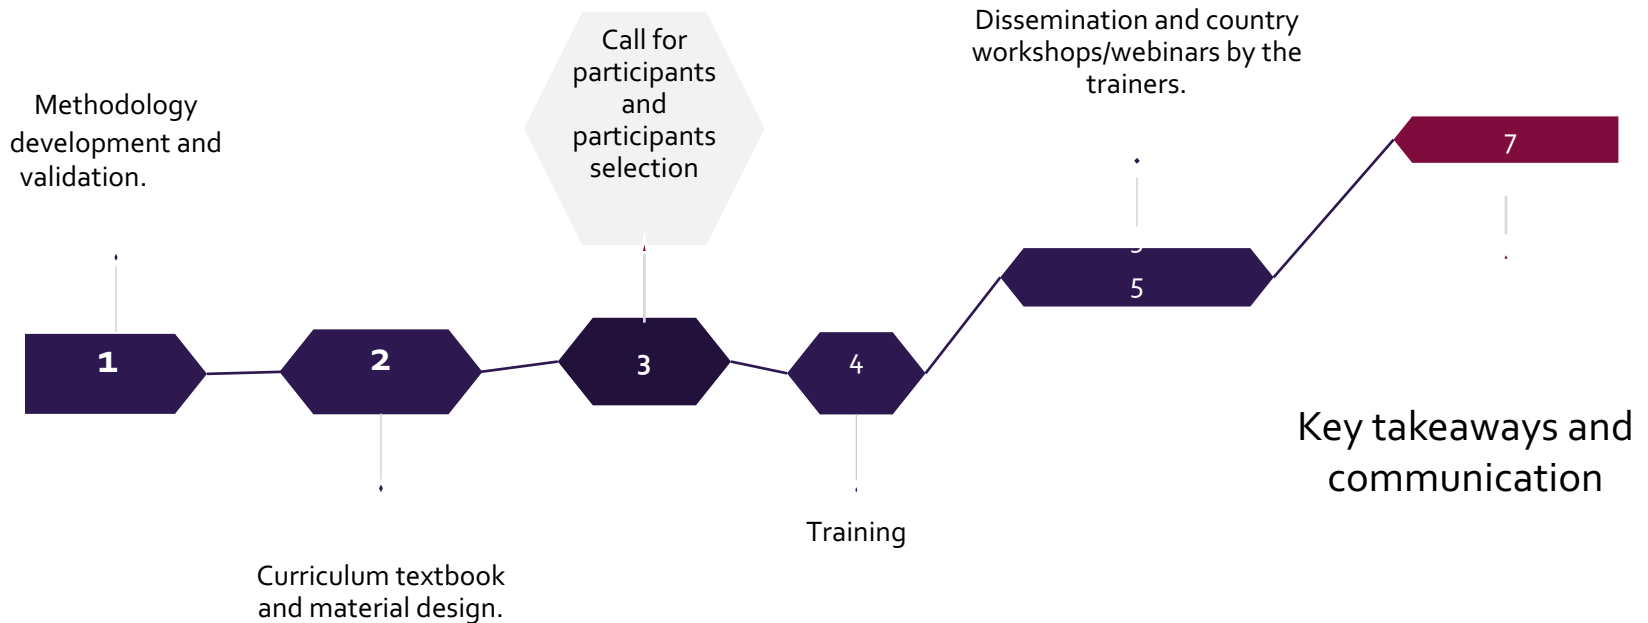 Methodology
development and
validation.
1
Curriculum textbook
and material design.
2
Call for
participants
and
participants
selection
3
Training
4
Dissemination and country
workshops/webinars by the
trainers.
5
7
Key takeaways and
communication